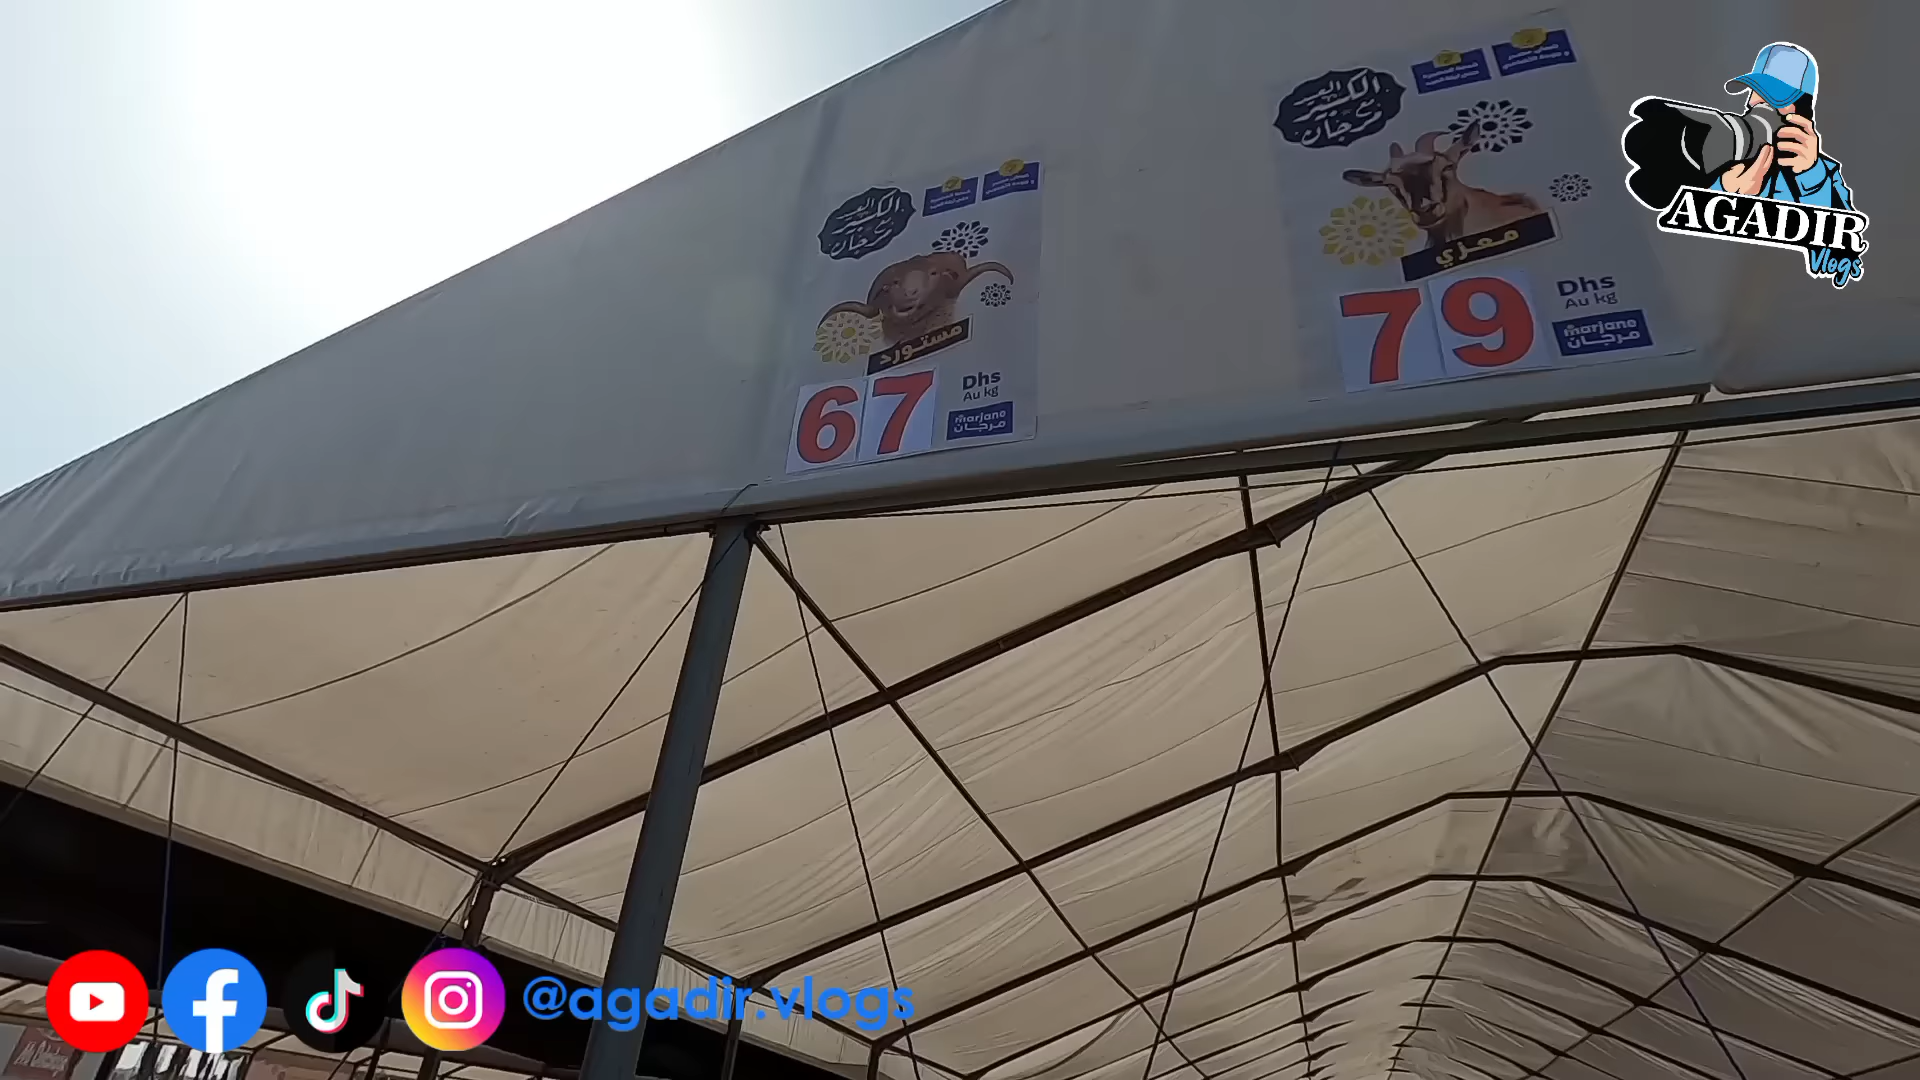 العيد
الكبير
مع
مرجان
مستورد
67
Dhs
Au kg
marjane
مرجان
العيد
الكبير
مع
مرجان
معزي
79
Dhs
Au kg
marjane
مرجان
AGADIR
Vlogs
@agadir.vlogs